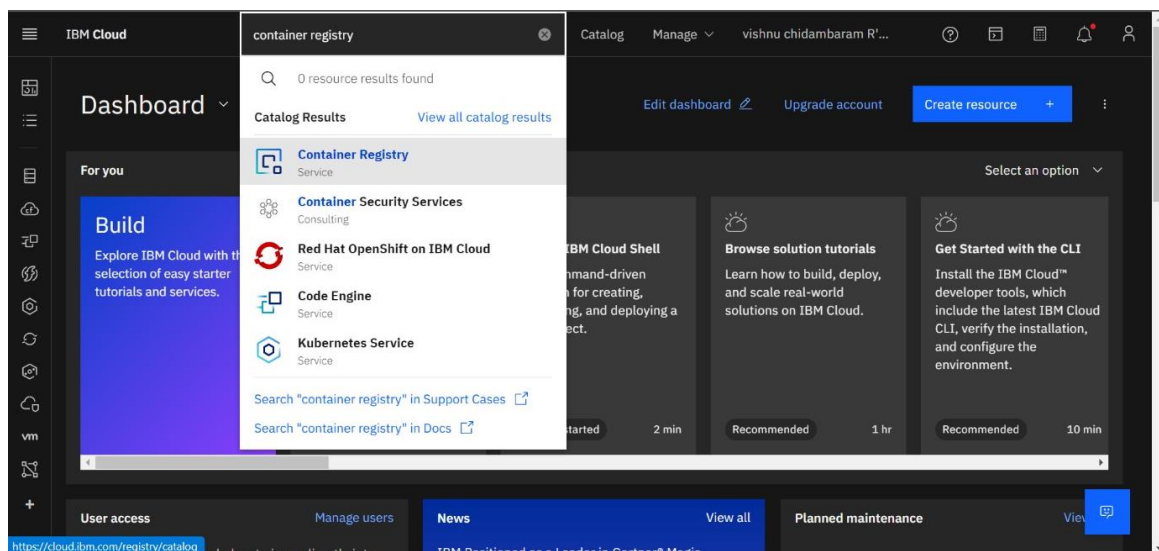 IBM Cloud
container registry
Catalog
Manage
vishnu chidambaram R'...
0 resource results found
Catalog Results
View all catalog results
Container Registry
Service
Container Security Services
Consulting
Red Hat OpenShift on IBM Cloud
Service
Code Engine
Service
Kubernetes Service
Service
Search "container registry" in Support Cases
Search "container registry" in Docs
Dashboard
Edit dashboard
Upgrade account
Create resource +
For you
Select an option
Build
Explore IBM Cloud with
selection of easy starter
tutorials and services.
IBM Cloud Shell
for creating,
and deploying a
2 min
Browse solution tutorials
Learn how to build, deploy,
and scale real-world
solutions on IBM Cloud.
Recommended
1 hr
Get Started with the CLI
Install the IBM Cloud™
developer tools, which
include the latest IBM Cloud
CLI, verify the installation,
and configure the
environment.
Recommended
10 min
vm
User access
Manage users
News
View all
Planned maintenance
https://cloud.ibm.com/registry/catalog